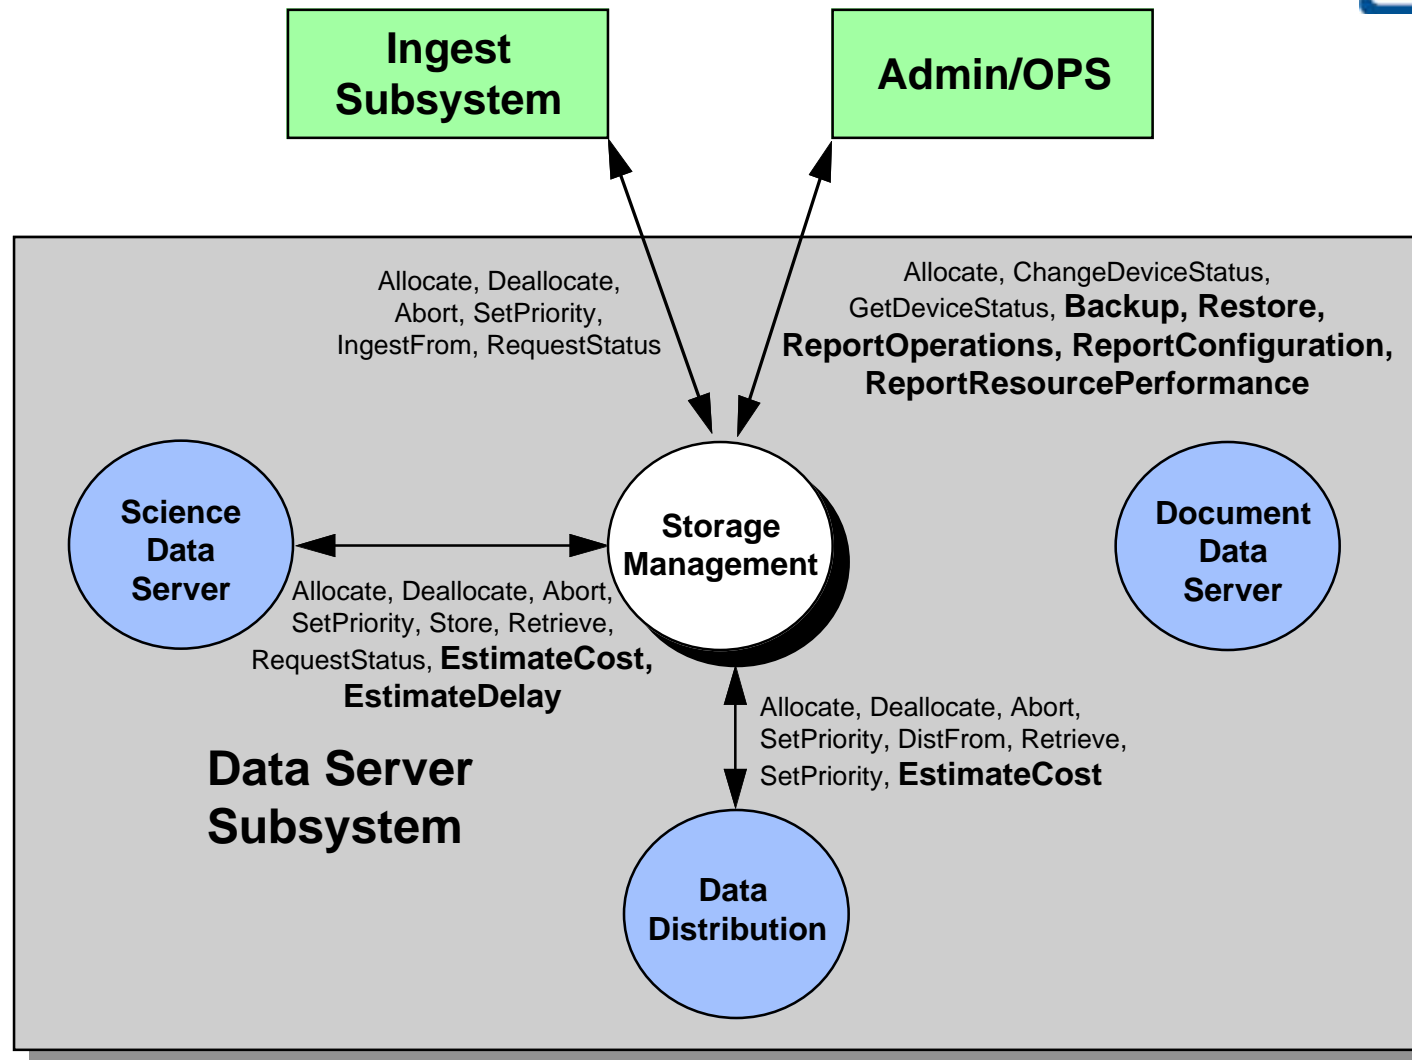 Ingest
Subsystem
Admin/OPS
Allocate, Deallocate,
Abort, SetPriority,
IngestFrom, RequestStatus
Allocate, ChangeDeviceStatus,
GetDeviceStatus, Backup, Restore,
ReportOperations, ReportConfiguration,
ReportResourcePerformance
Science
Data
Server
Storage
Management
Document
Data
Server
Allocate, Deallocate, Abort,
SetPriority, Store, Retrieve,
RequestStatus, EstimateCost,
EstimateDelay
Allocate, Deallocate, Abort,
SetPriority, DistFrom, Retrieve,
SetPriority, EstimateCost
Data Server
Subsystem
Data
Distribution